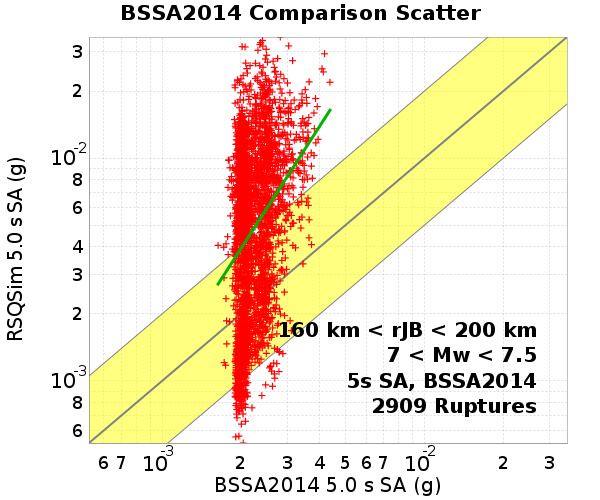 BSSA2014 Comparison Scatter
3
2
10-2
8
6
4
3
2
10-3
8
6
RSQSim 5.0 s SA (g)
160 km < rJB < 200 km
7 < Mw < 7.5
5s SA, BSSA2014
2909 Ruptures
6 7 10-3 2 3 4 5 6 7 10-2 2 3
BSSA2014 5.0 s SA (g)